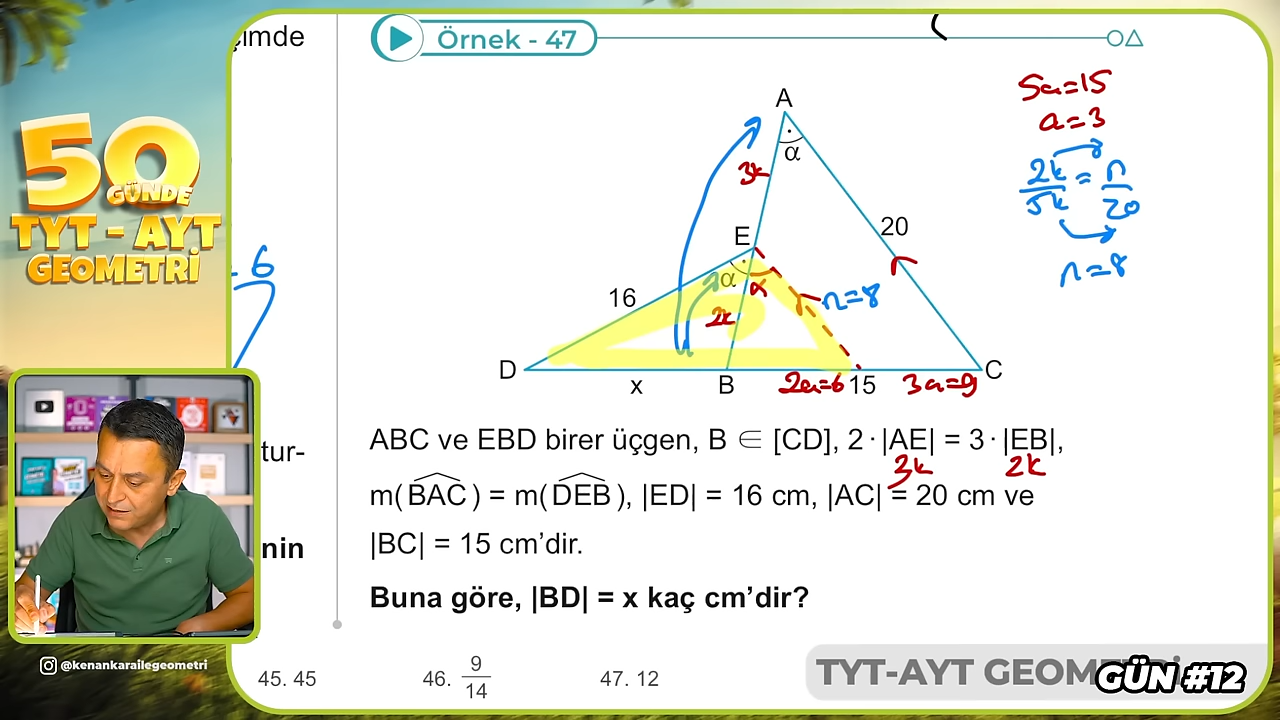 çimde
Örnek - 47
50
GÜNDE
TYT - AYT
GEOMETRİ
6
tur-
nin
5a=15
a=3
2k/5k = n/20
n=8
A
α
3k
20
E
α
α
16
2k
n=8
D
x
B
2a=6
15
3a=9
C
ABC ve EBD birer üçgen, B ∈ [CD], 2·|AE| = 3·|EB|,
3k
2k
m(BAC) = m(DEB), |ED| = 16 cm, |AC| = 20 cm ve
|BC| = 15 cm'dir.
Buna göre, |BD| = x kaç cm'dir?
@kenankarailegeometri
45. 45
46. 9/14
47. 12
TYT-AYT GEOM
GÜN #12